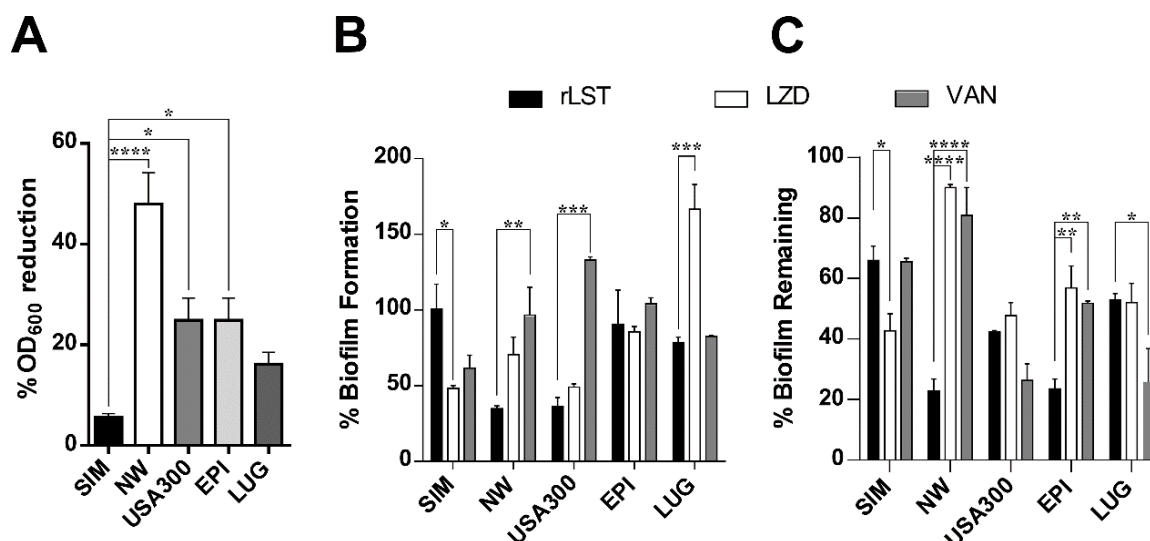 A
B
C
rLST
LZD
VAN
% OD600 reduction
60
40
20
0
*
*
****
SIM
NW
USA300
EPI
LUG
% Biofilm Formation
200
150
100
50
0
*
**
***
***
SIM
NW
USA300
EPI
LUG
% Biofilm Remaining
100
80
60
40
20
0
*
****
****
**
**
*
SIM
NW
USA300
EPI
LUG